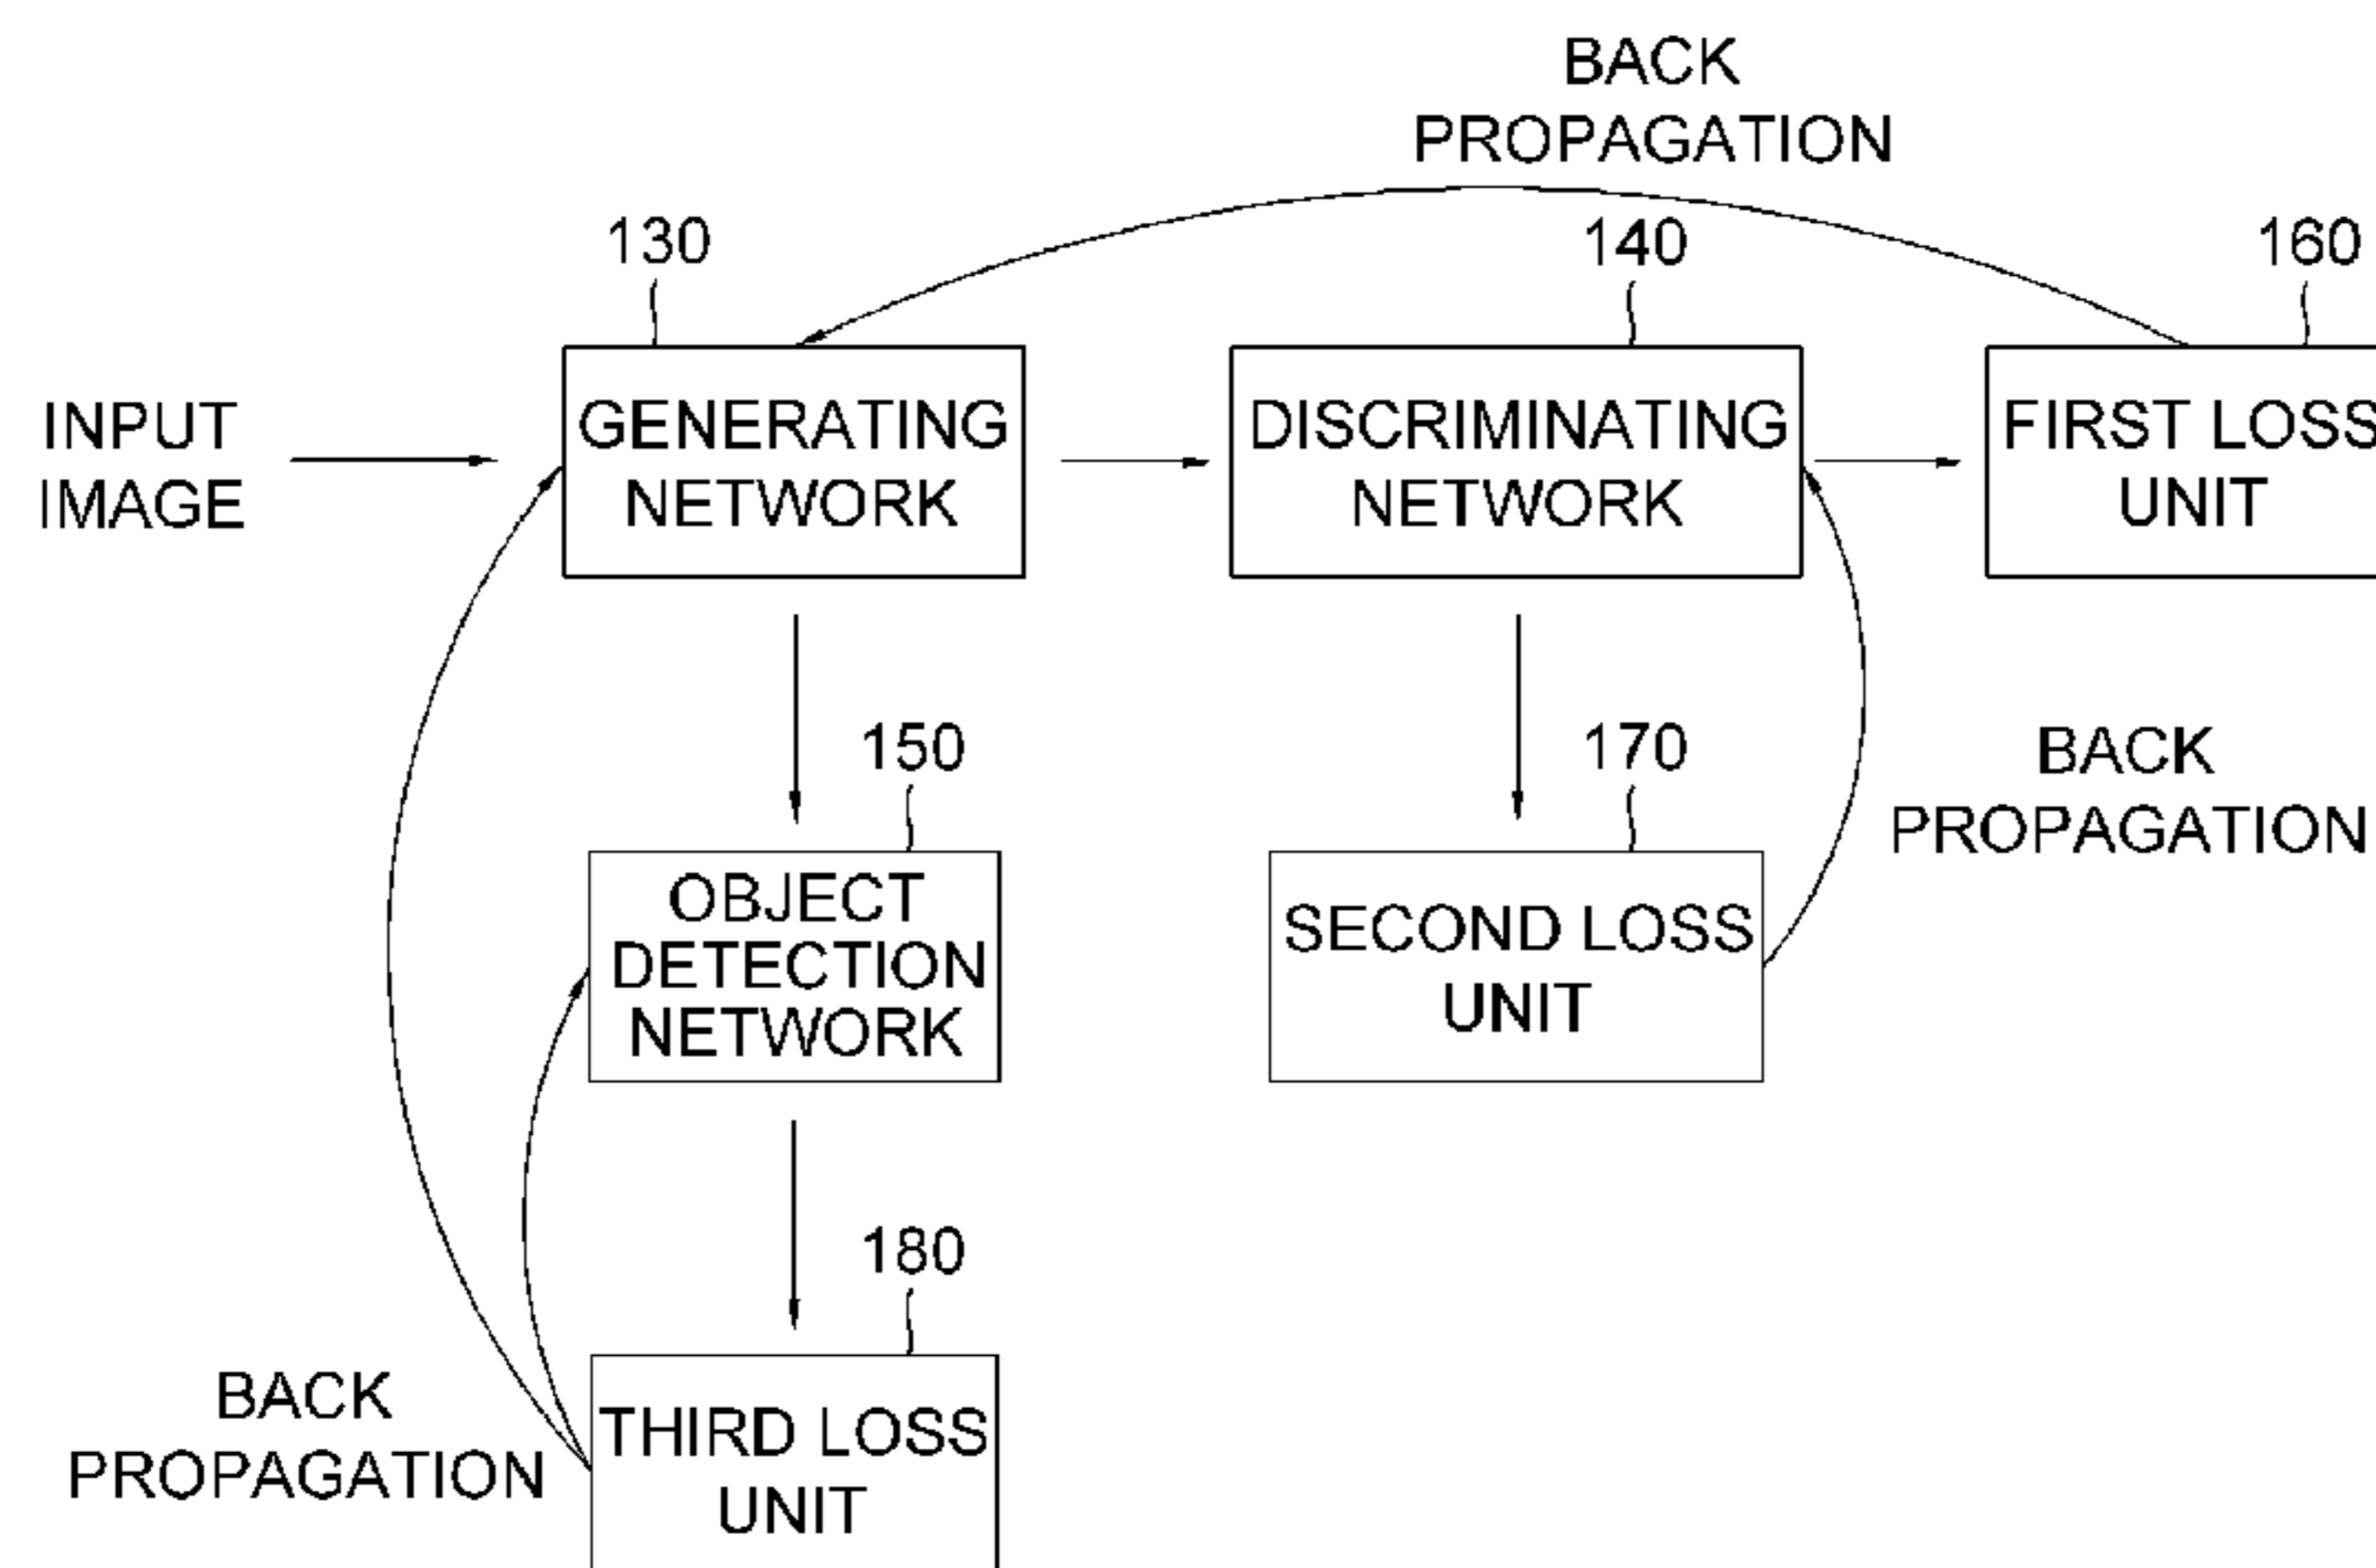 BACK
PROPAGATION
130
140
160
INPUT
IMAGE
GENERATING
NETWORK
DISCRIMINATING
NETWORK
FIRST LOSS
UNIT
150
170
BACK
PROPAGATION
OBJECT
DETECTION
NETWORK
SECOND LOSS
UNIT
180
BACK
PROPAGATION
THIRD LOSS
UNIT